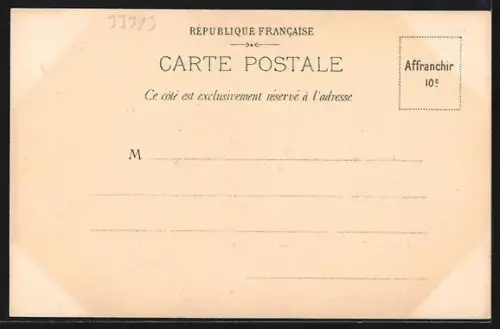 RÉPUBLIQUE FRANÇAISE
CARTE POSTALE
Ce côté est exclusivement réservé à l'adresse
Affranchir
10ᶜ
M